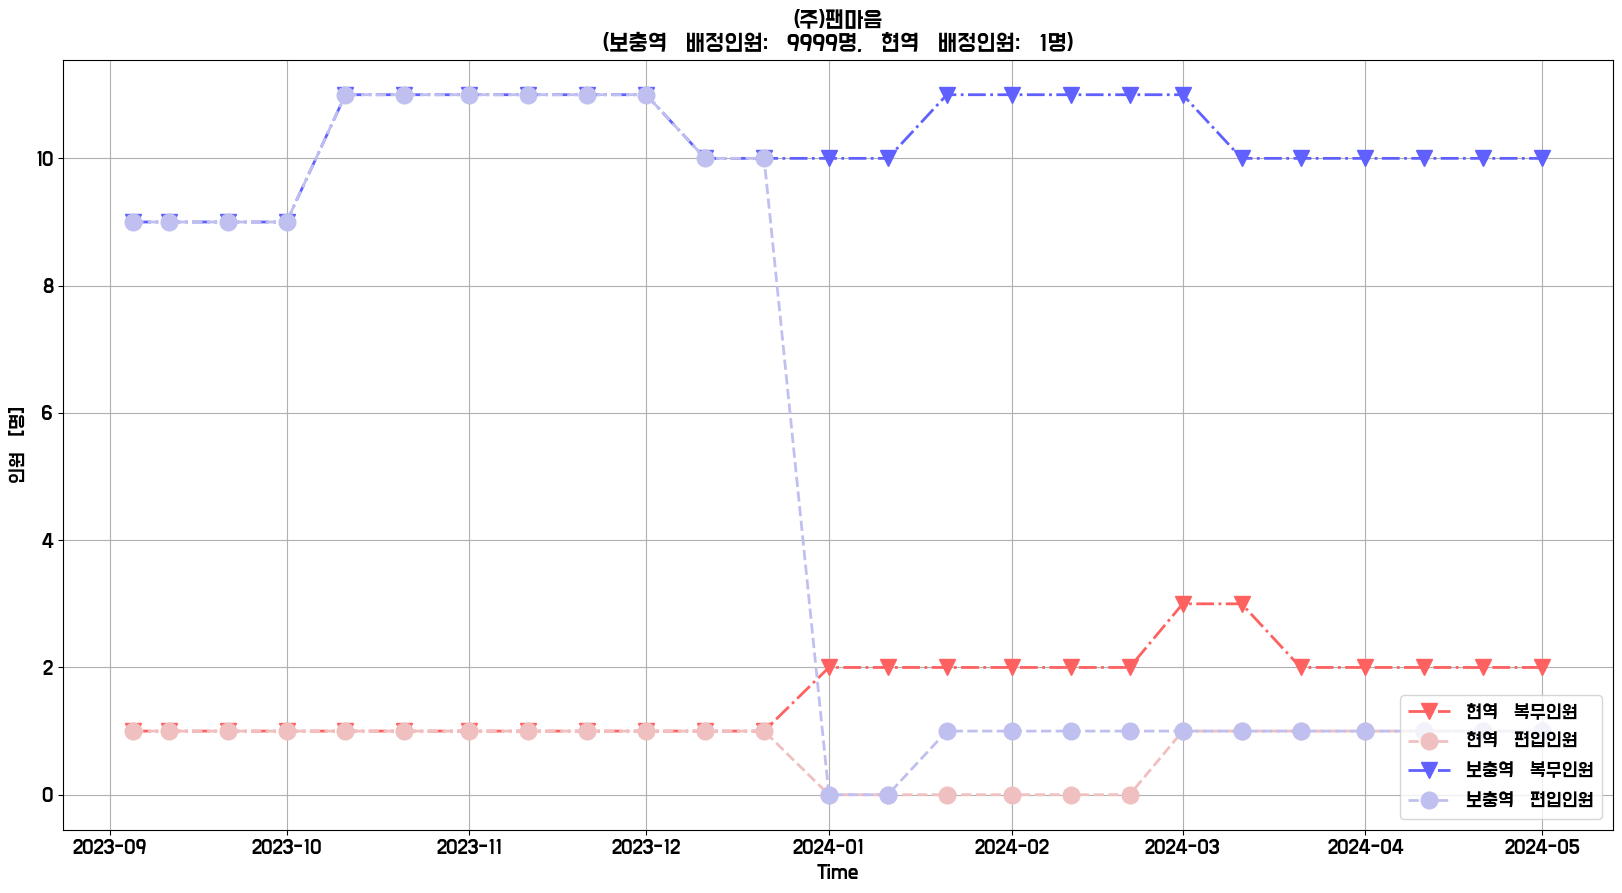 (주)팬마음
(보충역 배정인원: 9999명, 현역 배정인원: 1명)
인원 [명]
10
8
6
4
2
0
2023-09 2023-10 2023-11 2023-12 2024-01 2024-02 2024-03 2024-04 2024-05
Time
현역 복무인원
현역 편입인원
보충역 복무인원
보충역 편입인원